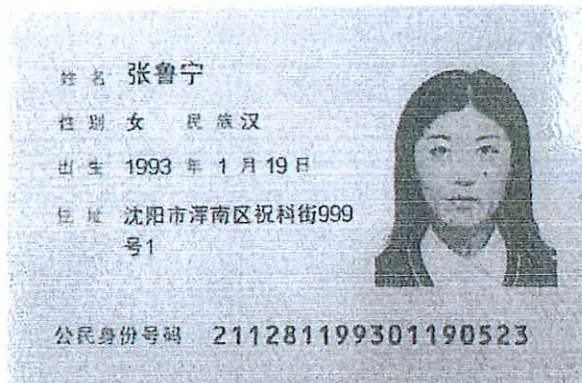 姓名 张鲁宁
性别 女 民族 汉
出生 1993 年 1 月 19 日
住址 沈阳市浑南区祝科街999
号1
公民身份号码 211281199301190523